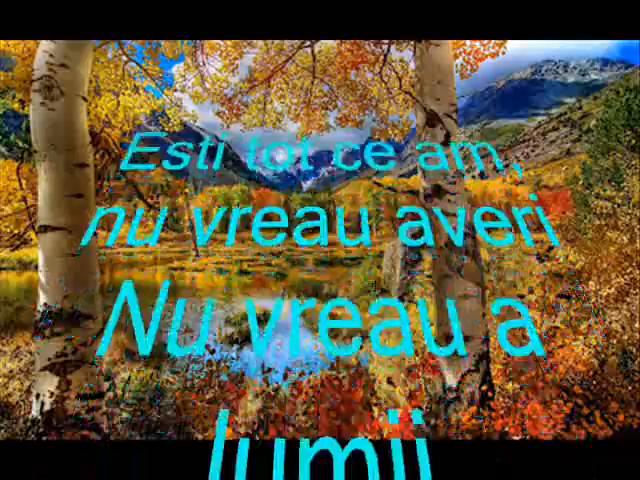 Esti tot ce am,
nu vreau averi
Nu vreau a
lumii